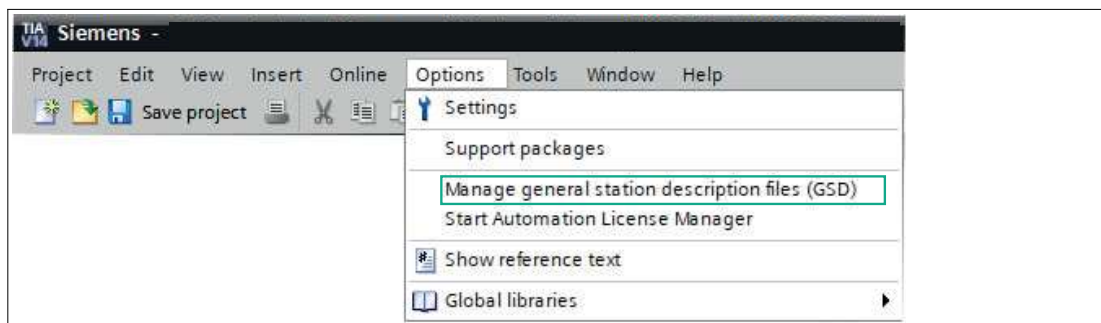 TIA V14 Siemens -
Project Edit View Insert Online Options Tools Window Help
Save project
Settings
Support packages
Manage general station description files (GSD)
Start Automation License Manager
Show reference text
Global libraries